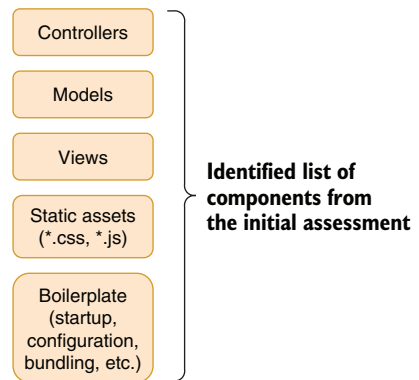 Controllers
Models
Views
Static assets
(*.css, *.js)
Boilerplate
(startup,
configuration,
bundling, etc.)
Identified list of
components from
the initial assessment